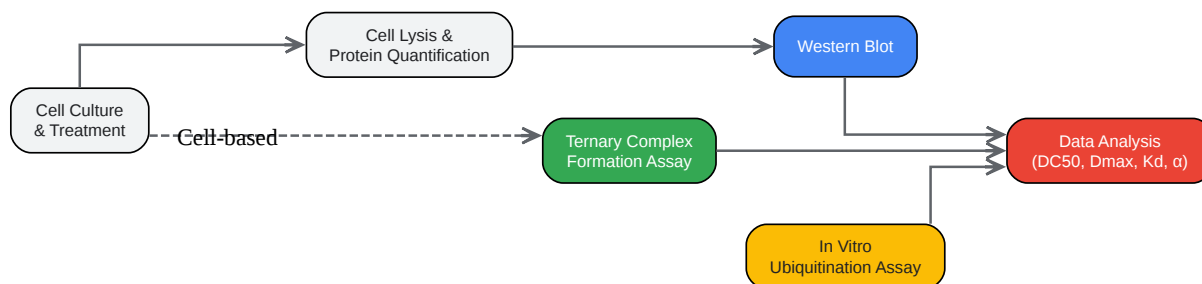 Cell Lysis &
Protein Quantification
Western Blot
Cell Culture
& Treatment
Cell-based
Ternary Complex
Formation Assay
Data Analysis
(DC50, Dmax, Kd, α)
In Vitro
Ubiquitination Assay